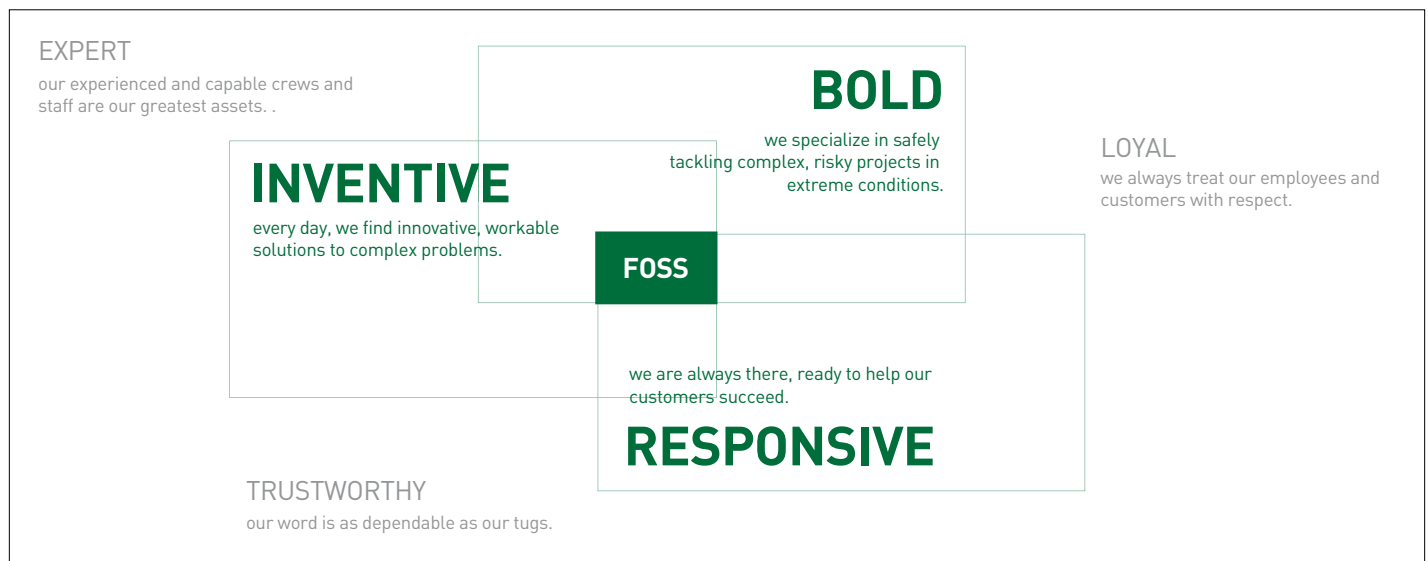 EXPERT
our experienced and capable crews and
staff are our greatest assets. .
BOLD
we specialize in safely
tackling complex, risky projects in
extreme conditions.
INVENTIVE
every day, we find innovative, workable
solutions to complex problems.
LOYAL
we always treat our employees and
customers with respect.
FOSS
we are always there, ready to help our
customers succeed.
RESPONSIVE
TRUSTWORTHY
our word is as dependable as our tugs.